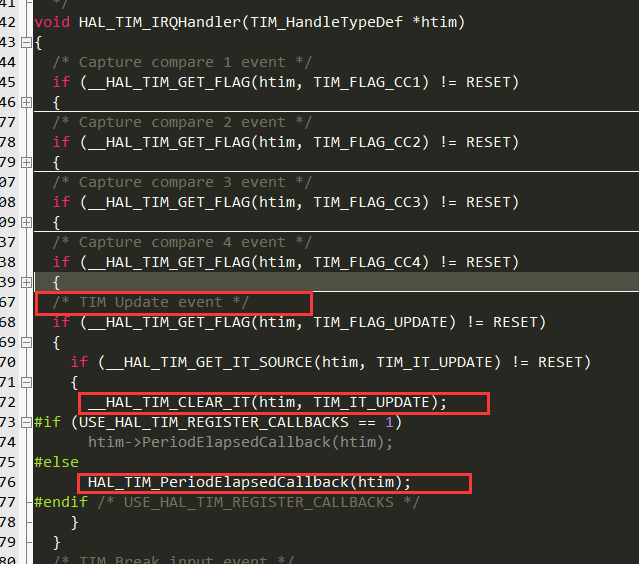 41   */
42 void HAL_TIM_IRQHandler(TIM_HandleTypeDef *htim)
43 {
44   /* Capture compare 1 event */
45   if (__HAL_TIM_GET_FLAG(htim, TIM_FLAG_CC1) != RESET)
46   {
77   /* Capture compare 2 event */
78   if (__HAL_TIM_GET_FLAG(htim, TIM_FLAG_CC2) != RESET)
79   {
07   /* Capture compare 3 event */
08   if (__HAL_TIM_GET_FLAG(htim, TIM_FLAG_CC3) != RESET)
09   {
37   /* Capture compare 4 event */
38   if (__HAL_TIM_GET_FLAG(htim, TIM_FLAG_CC4) != RESET)
39   {
67   /* TIM Update event */
68   if (__HAL_TIM_GET_FLAG(htim, TIM_FLAG_UPDATE) != RESET)
69   {
70     if (__HAL_TIM_GET_IT_SOURCE(htim, TIM_IT_UPDATE) != RESET)
71     {
72       __HAL_TIM_CLEAR_IT(htim, TIM_IT_UPDATE);
73 #if (USE_HAL_TIM_REGISTER_CALLBACKS == 1)
74       htim->PeriodElapsedCallback(htim);
75 #else
76       HAL_TIM_PeriodElapsedCallback(htim);
77 #endif /* USE_HAL_TIM_REGISTER_CALLBACKS */
78     }
79   }
80   /* TIM Break input event */